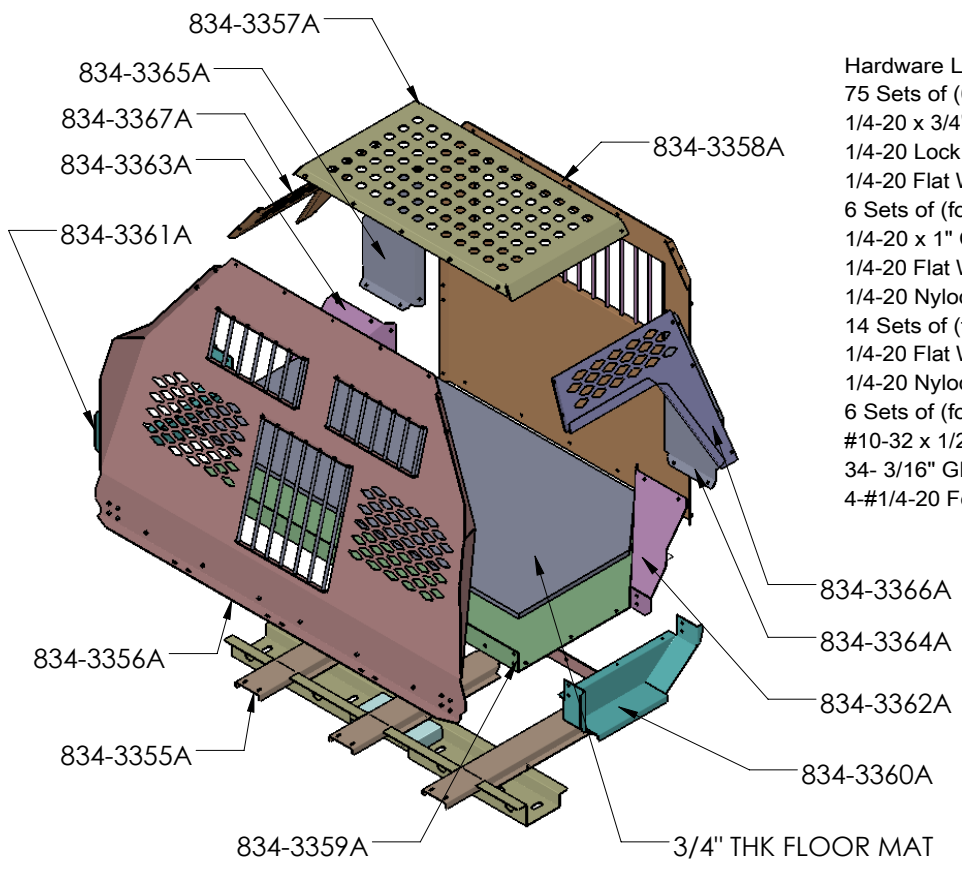 834-3357A
834-3365A
834-3367A
834-3363A
834-3361A
834-3358A
834-3356A
834-3355A
834-3359A
834-3366A
834-3364A
834-3362A
834-3360A
3/4" THK FLOOR MAT
Hardware L
75 Sets of (
1/4-20 x 3/4"
1/4-20 Lock
1/4-20 Flat
6 Sets of (fo
1/4-20 x 1"
1/4-20 Flat
1/4-20 Nyloc
14 Sets of (
1/4-20 Flat
1/4-20 Nyloc
6 Sets of (fo
#10-32 x 1/2
34- 3/16"
4-#1/4-20